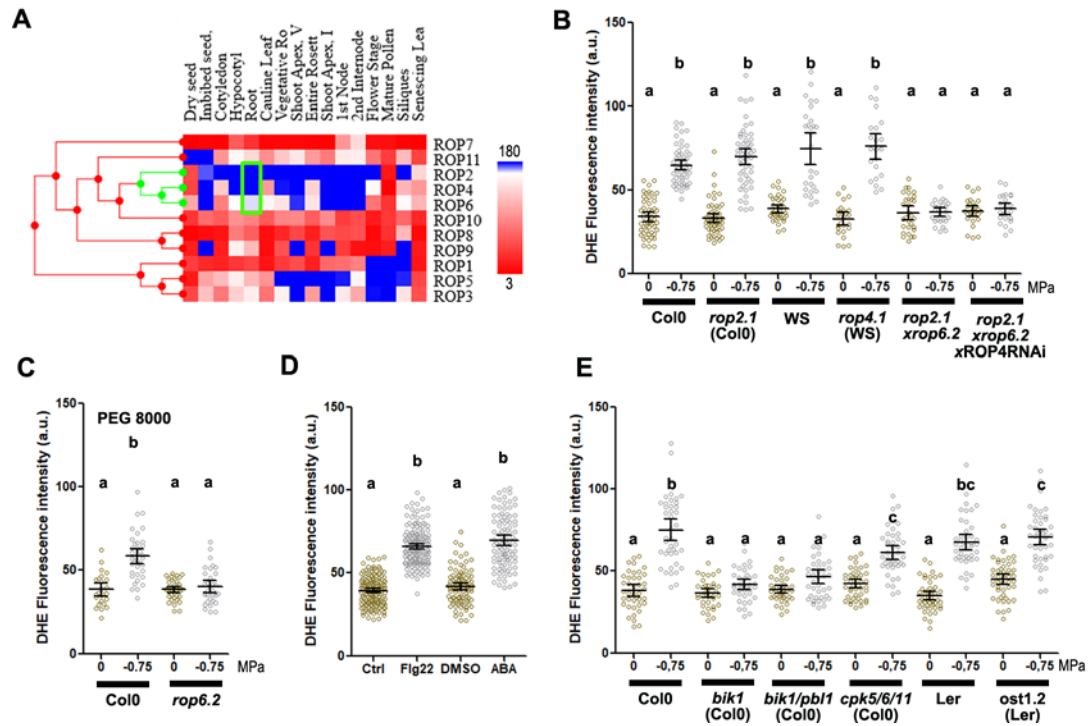 A
Dry seed
Imbibed seed,
Cotyledon
Hypocotyl
Root
Cauline Leaf
Vegetative Ro
Shoot Apex, V
Entire Rosett
Shoot Apex, I
1st Node
2nd Internode
Flower Stage
Mature Pollen
Siliques
Senescing Lea
ROP7
ROP11
ROP2
ROP4
ROP6
ROP10
ROP8
ROP9
ROP1
ROP5
ROP3
180
3
B
DHE Fluorescence intensity (a.u.)
150
100
50
0
a b a b a b a b a a a a
0 -0.75 0 -0.75 0 -0.75 0 -0.75 0 -0.75 0 -0.75 MPa
Col0
rop2.1
(Col0)
WS
rop4.1
(WS)
rop2.1
xrop6.2
rop2.1
xrop6.2
xROP4RNAi
C
PEG 8000
DHE Fluorescence intensity (a.u.)
150
100
50
0
a b a a
0 -0.75 0 -0.75 MPa
Col0 rop6.2
D
DHE Fluorescence intensity (a.u.)
150
100
50
0
a b a b
Ctrl Flg22 DMSO ABA
E
DHE Fluorescence intensity (a.u.)
150
100
50
0
a b a a a a a c a bc a c
0 -0.75 0 -0.75 0 -0.75 0 -0.75 0 -0.75 0 -0.75 MPa
Col0
bik1
(Col0)
bik1/pbl1
(Col0)
cpk5/6/11
(Col0)
Ler
ost1.2
(Ler)